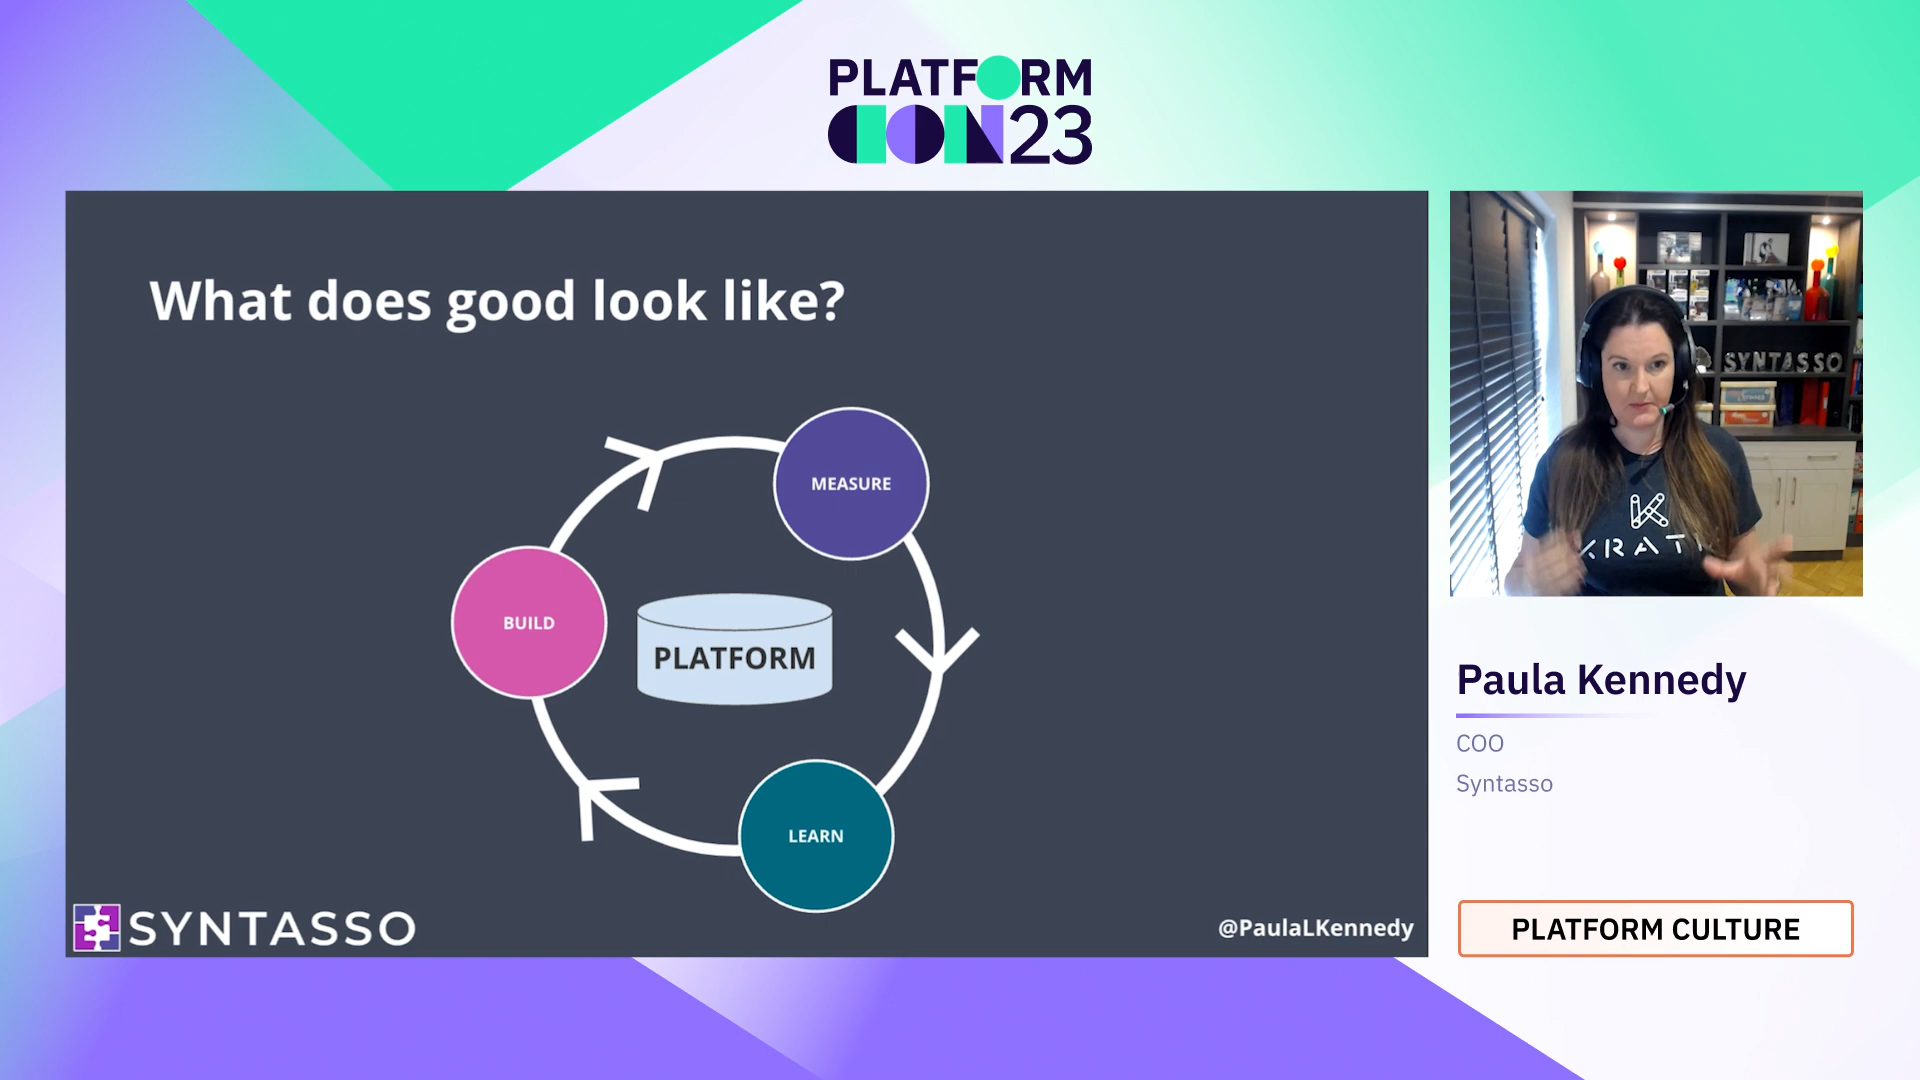 PLATFORM
CON23
What does good look like?
MEASURE
BUILD
PLATFORM
LEARN
SYNTASSO
@PaulaLKennedy
SYNTASSO
KRATI
Paula Kennedy
COO
Syntasso
PLATFORM CULTURE